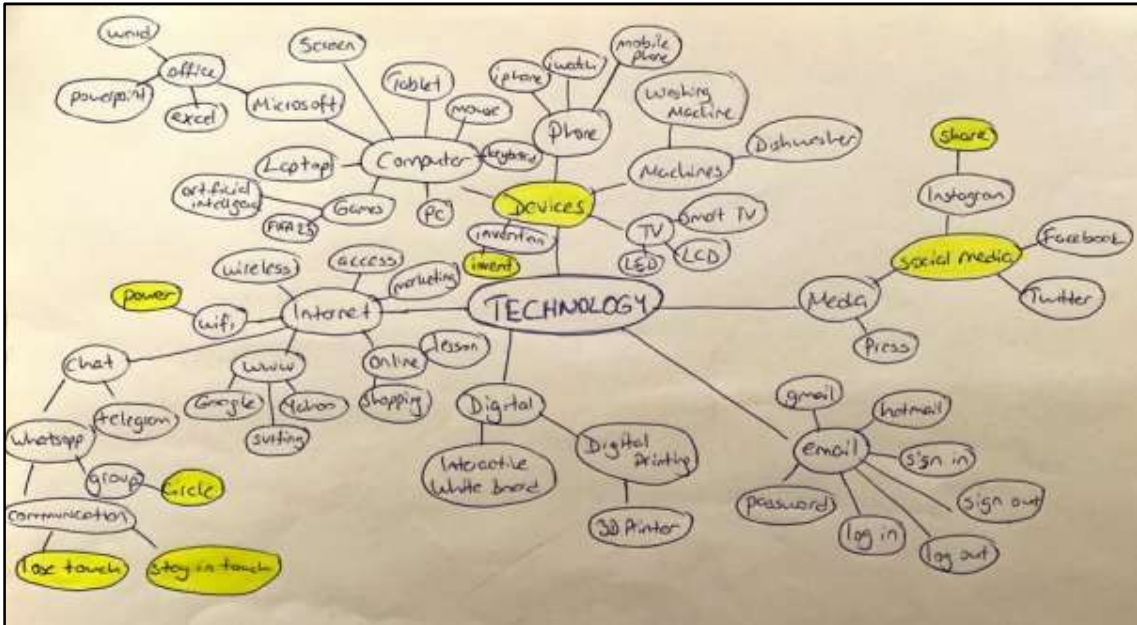 word
office
powerpoint
excel
Microsoft
Screen
Tablet
mouse
Computer
keyboard
Laptop
Games
PC
FIFA 23
iphone
iwatch
mobile
phone
Phone
Washing
Machine
Machines
Dishwasher
Devices
invention
invent
TV
Smart TV
LED
LCD
share
Instagram
social media
Facebook
Twitter
Media
Press
TECHNOLOGY
wireless
access
marketing
power
wifi
Internet
online
lesson
shopping
www
Google
Yahoo
surfing
chat
telegram
Whatsapp
group
Circle
communication
lose touch
stay in touch
Digital
Interactive
White board
Digital
Printing
3D Printer
gmail
hotmail
email
sign in
sign out
password
log in
log out